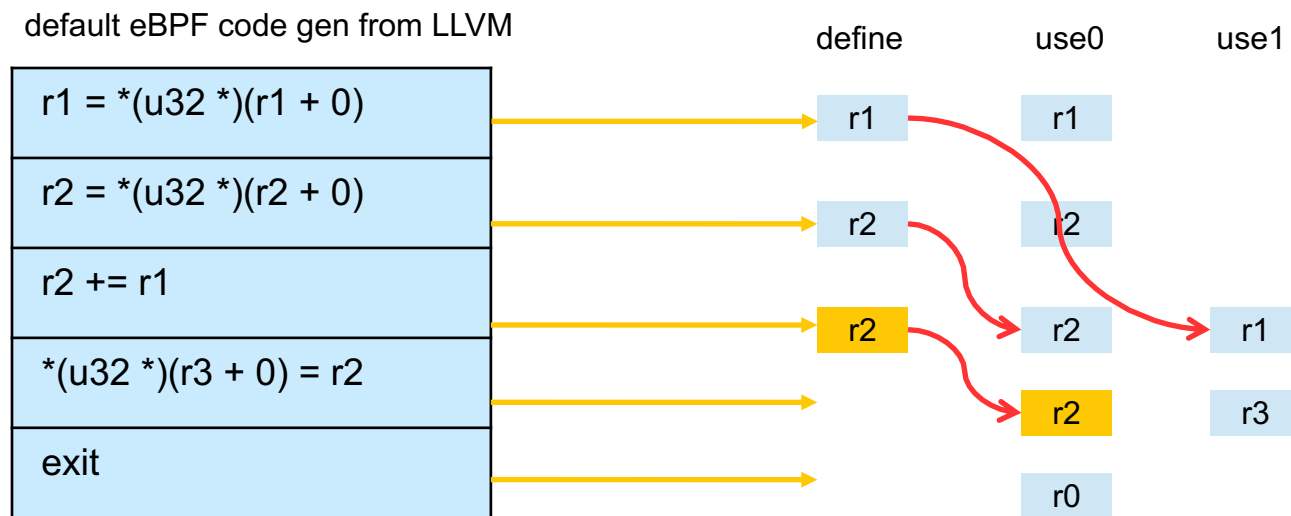 default eBPF code gen from LLVM
define use0 use1
r1 = *(u32 *)(r1 + 0)
r1 r1
r2 = *(u32 *)(r2 + 0)
r2 r2
r2 += r1
r2 r2 r1
*(u32 *)(r3 + 0) = r2
r2 r3
exit
r0